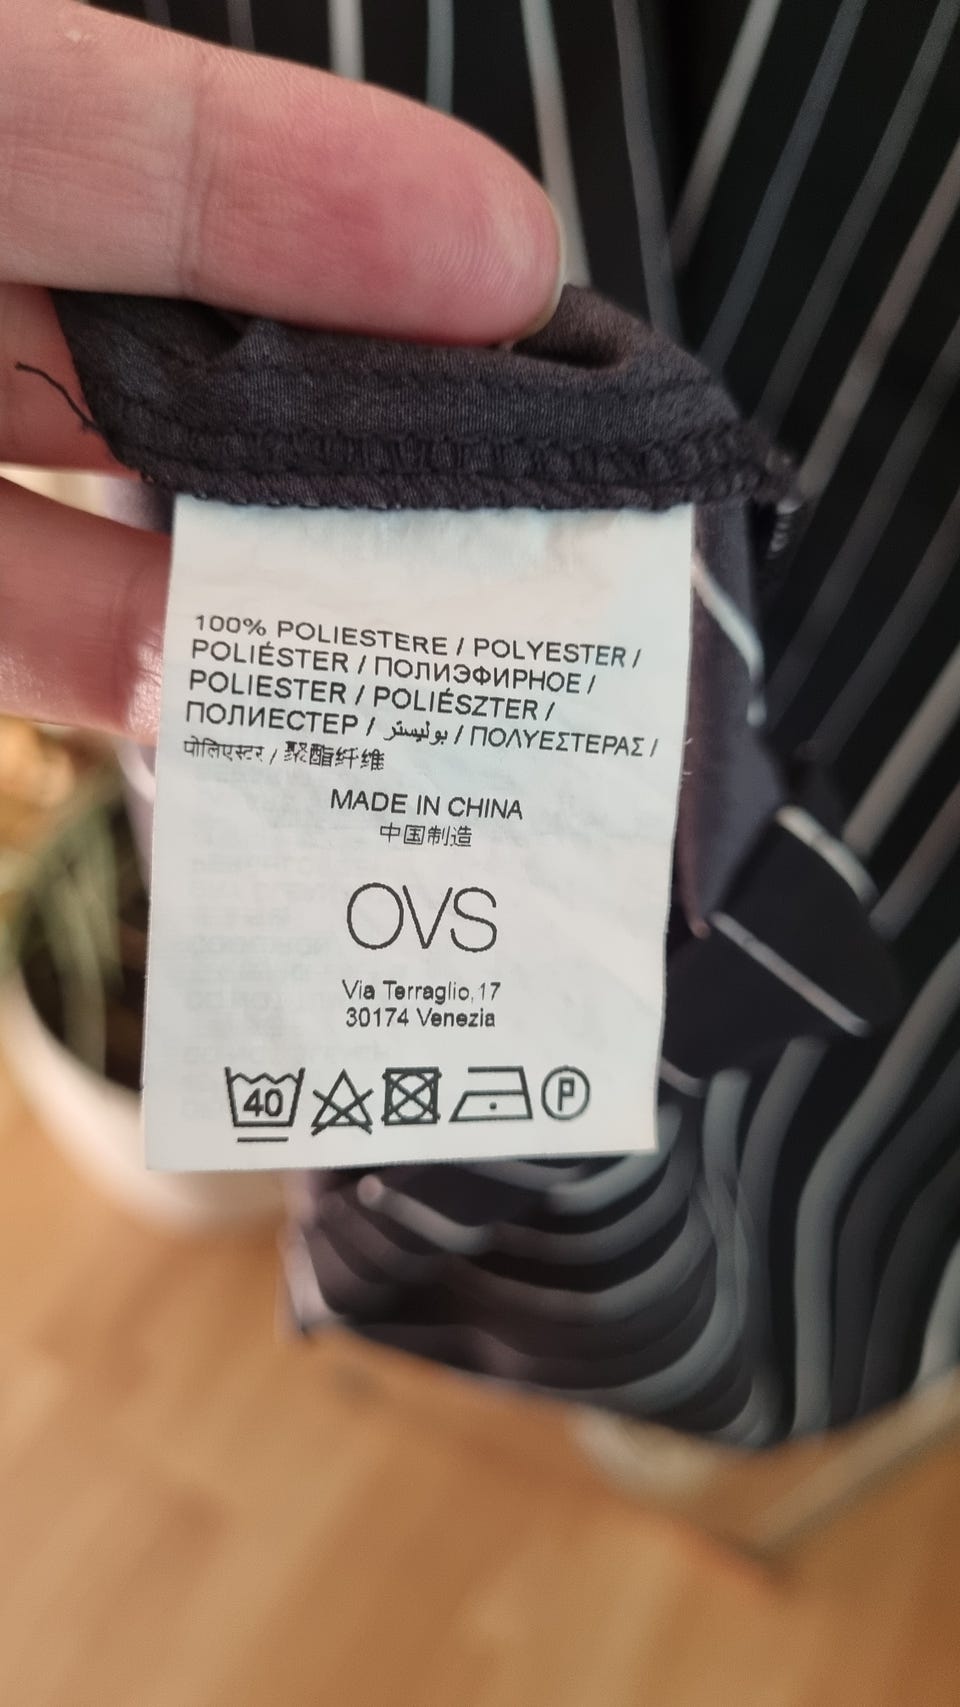 100% POLIESTERE / POLYESTER /
POLIÉSTER / ПОЛИЭФИРНОЕ /
POLIESTER / POLIÉSZTER /
ПОЛИЕСТЕР / بوليستر / ΠΟΛΥΕΣΤΕΡΑΣ /
पोलिएस्टर / 聚酯纤维
MADE IN CHINA
中国制造
OVS
Via Terraglio,17
30174 Venezia
40 P